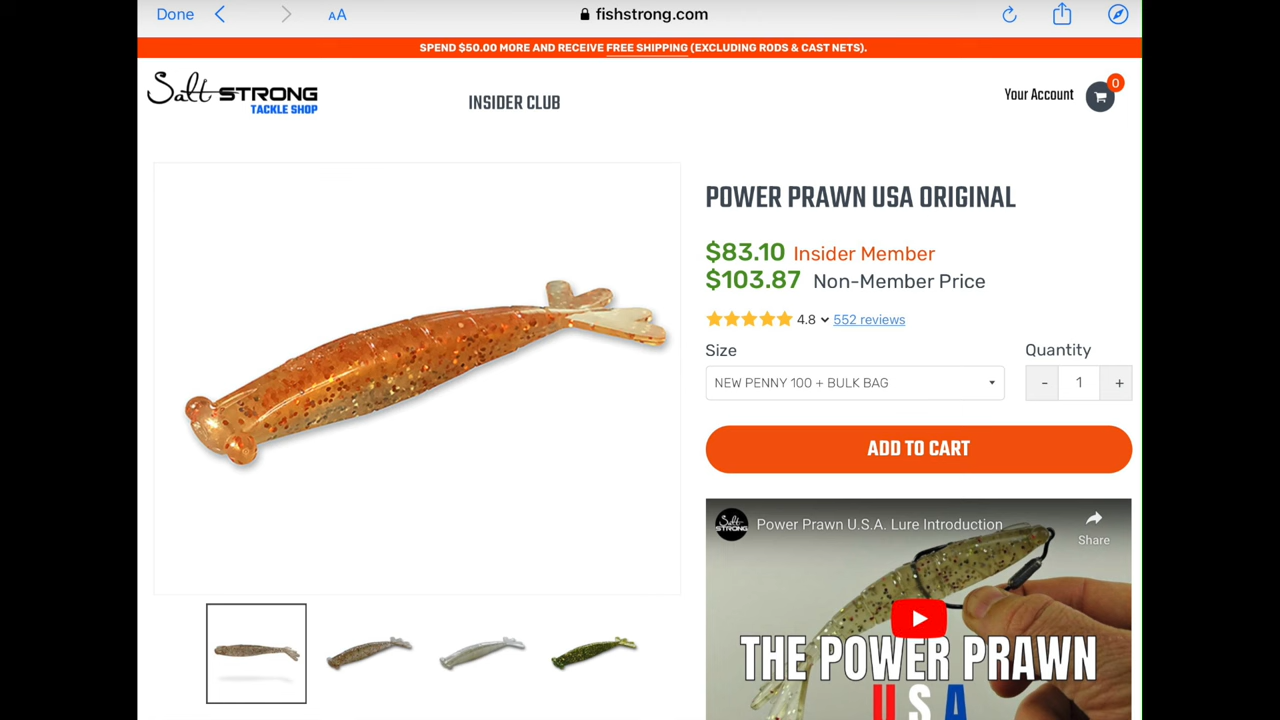 Done
AA
fishstrong.com
SPEND $50.00 MORE AND RECEIVE FREE SHIPPING (EXCLUDING RODS & CAST NETS).
Salt STRONG
TACKLE SHOP
INSIDER CLUB
Your Account
0
POWER PRAWN USA ORIGINAL
$83.10 Insider Member
$103.87 Non-Member Price
4.8 552 reviews
Size
Quantity
NEW PENNY 100 + BULK BAG
- 1 +
ADD TO CART
Salt STRONG
Power Prawn U.S.A. Lure Introduction
Share
THE POWER PRAWN
USA